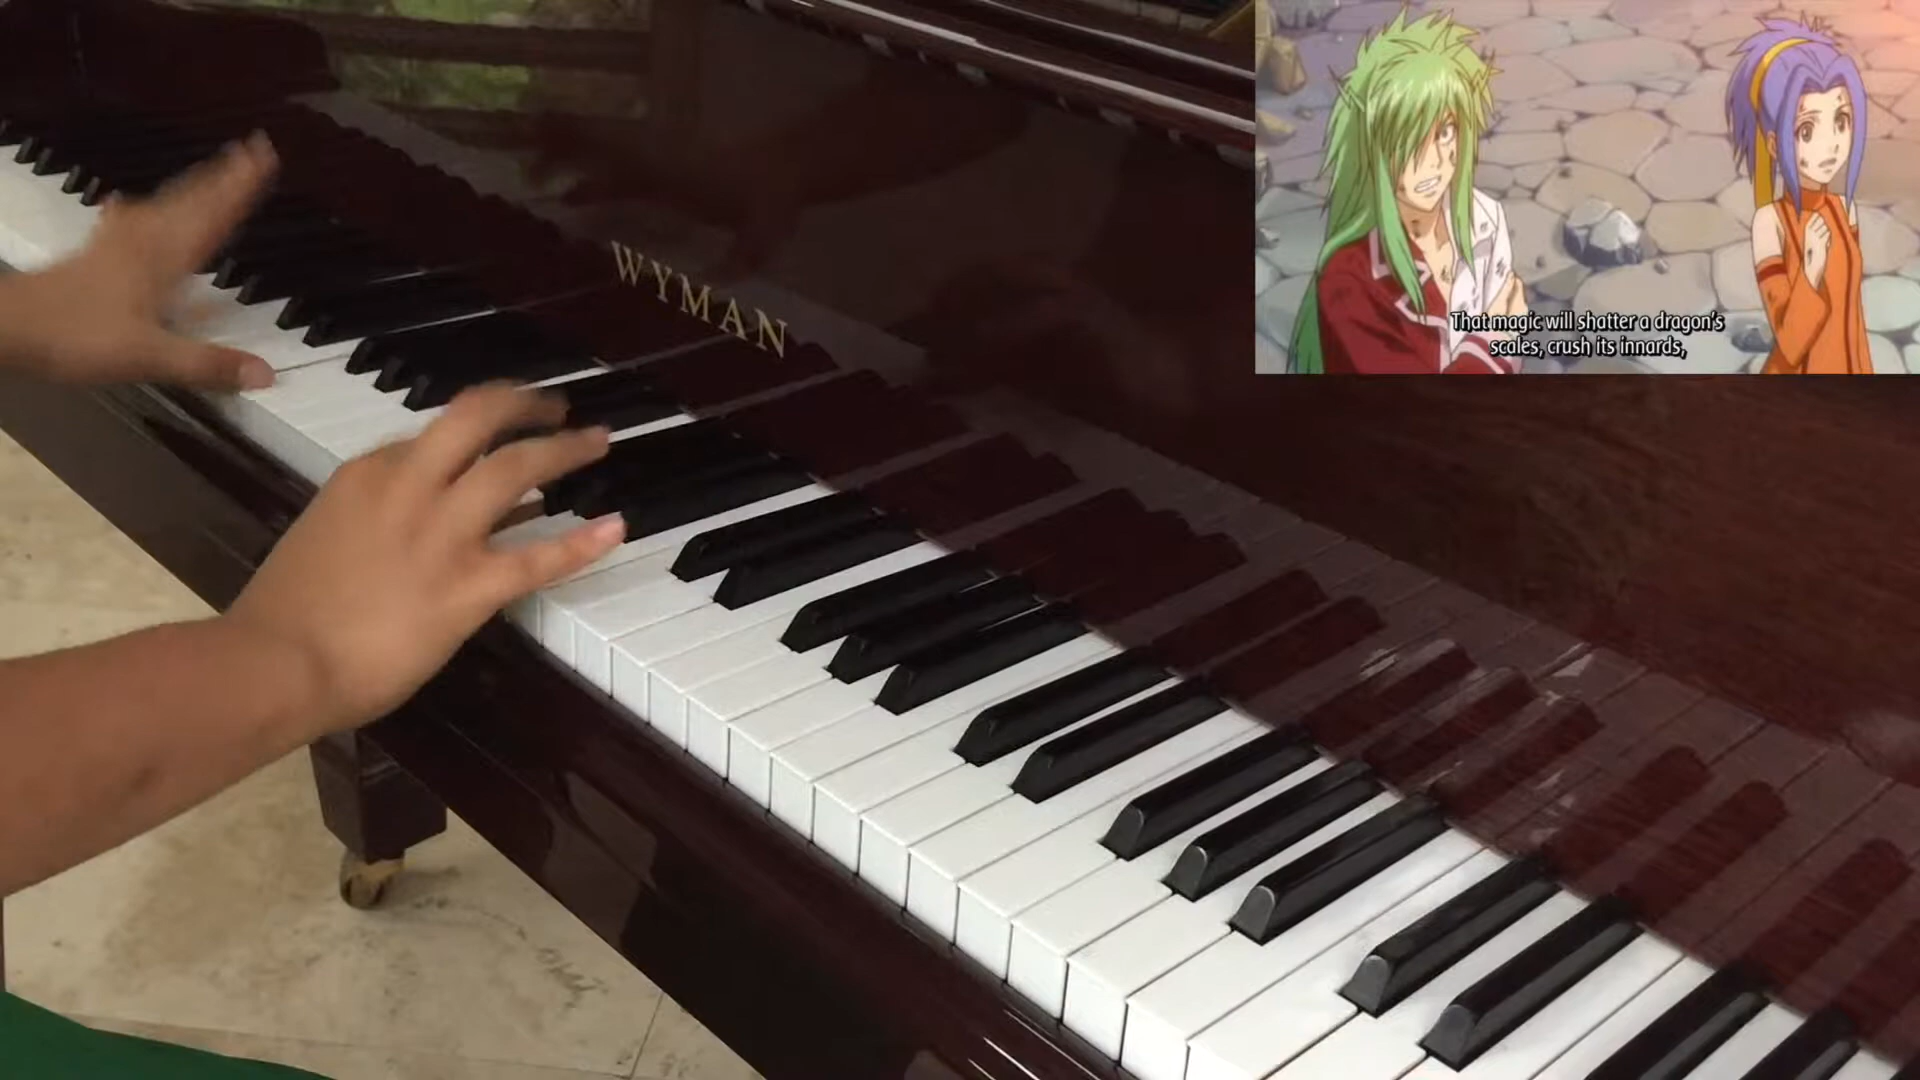 WYMAN
That magic will shatter a dragon's
scales, crush its innards,